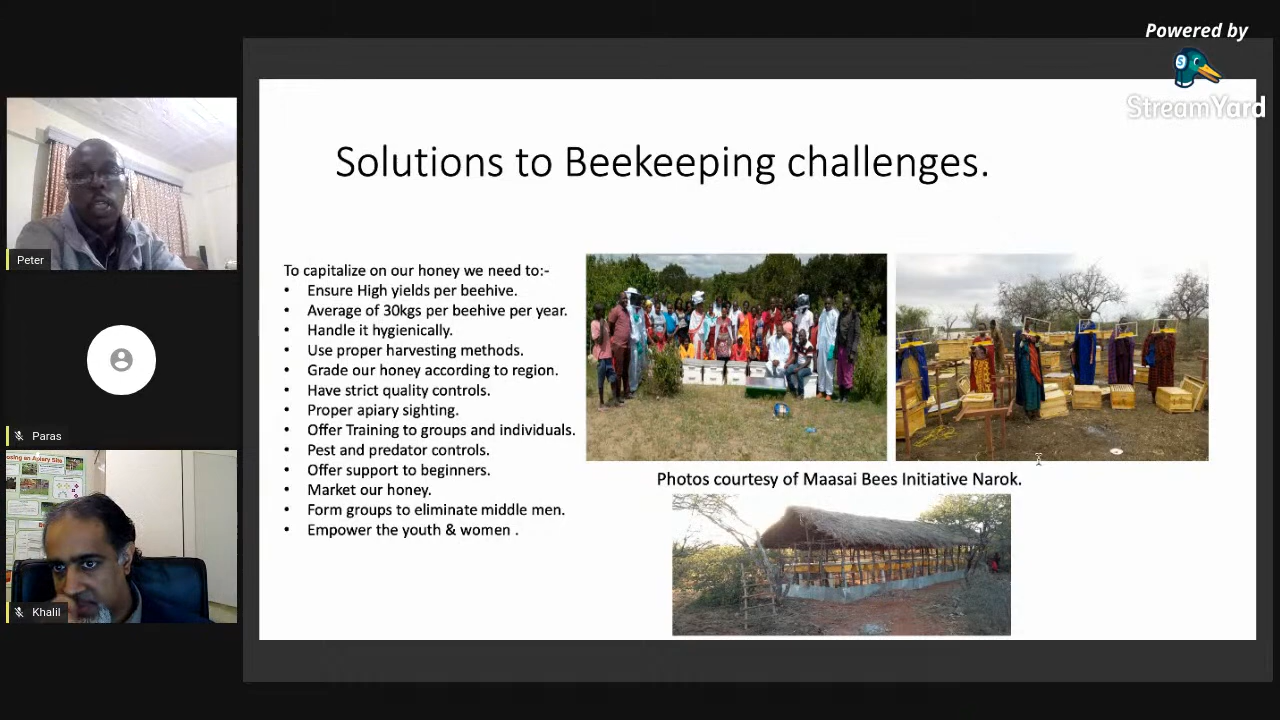 Powered by
StreamYard
Solutions to Beekeeping challenges.
To capitalize on our honey we need to:-
• Ensure High yields per beehive.
• Average of 30kgs per beehive per year.
• Handle it hygienically.
• Use proper harvesting methods.
• Grade our honey according to region.
• Have strict quality controls.
• Proper apiary sighting.
• Offer Training to groups and individuals.
• Pest and predator controls.
• Offer support to beginners.
• Market our honey.
• Form groups to eliminate middle men.
• Empower the youth & women .
Photos courtesy of Maasai Bees Initiative Narok.
Peter
Paras
osing an Apiary Site
Khalil